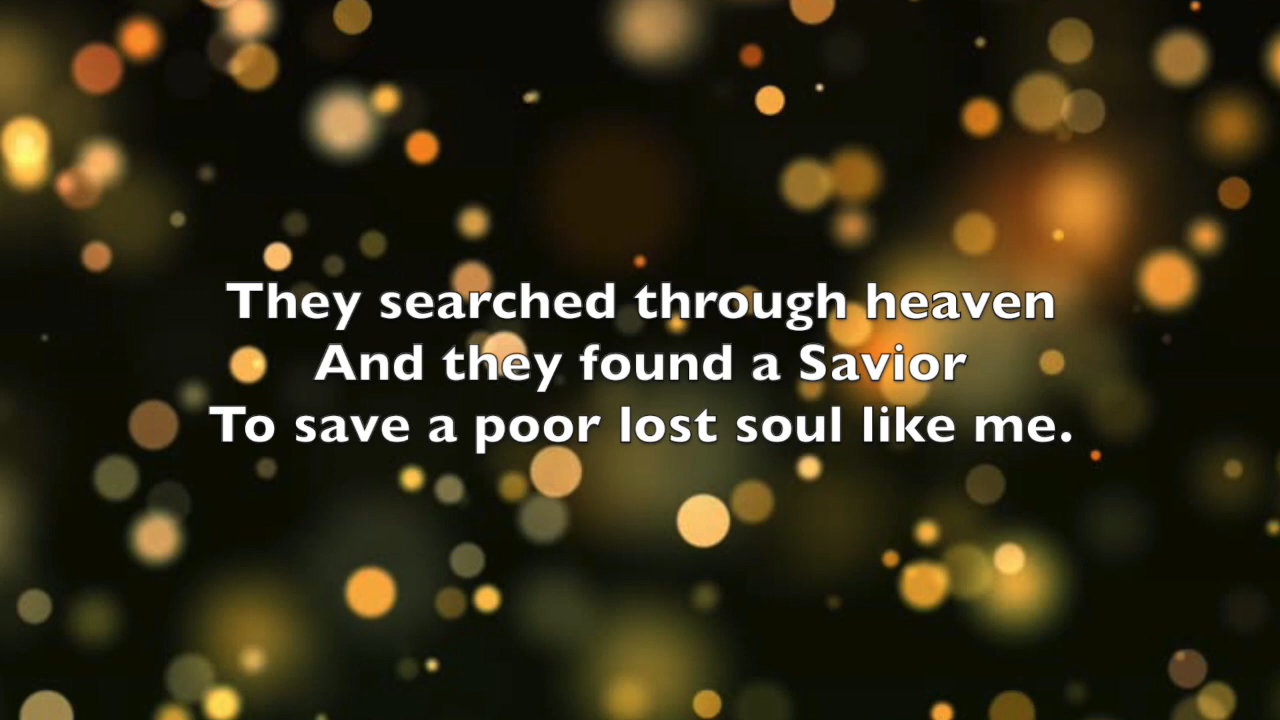 They searched through heaven
And they found a Savior
To save a poor lost soul like me.